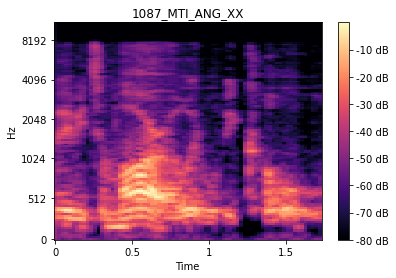 1087_MTI_ANG_XX
8192
4096
2048
1024
512
0
Hz
0
0.5
1
1.5
Time
-10 dB
-20 dB
-30 dB
-40 dB
-50 dB
-60 dB
-70 dB
-80 dB